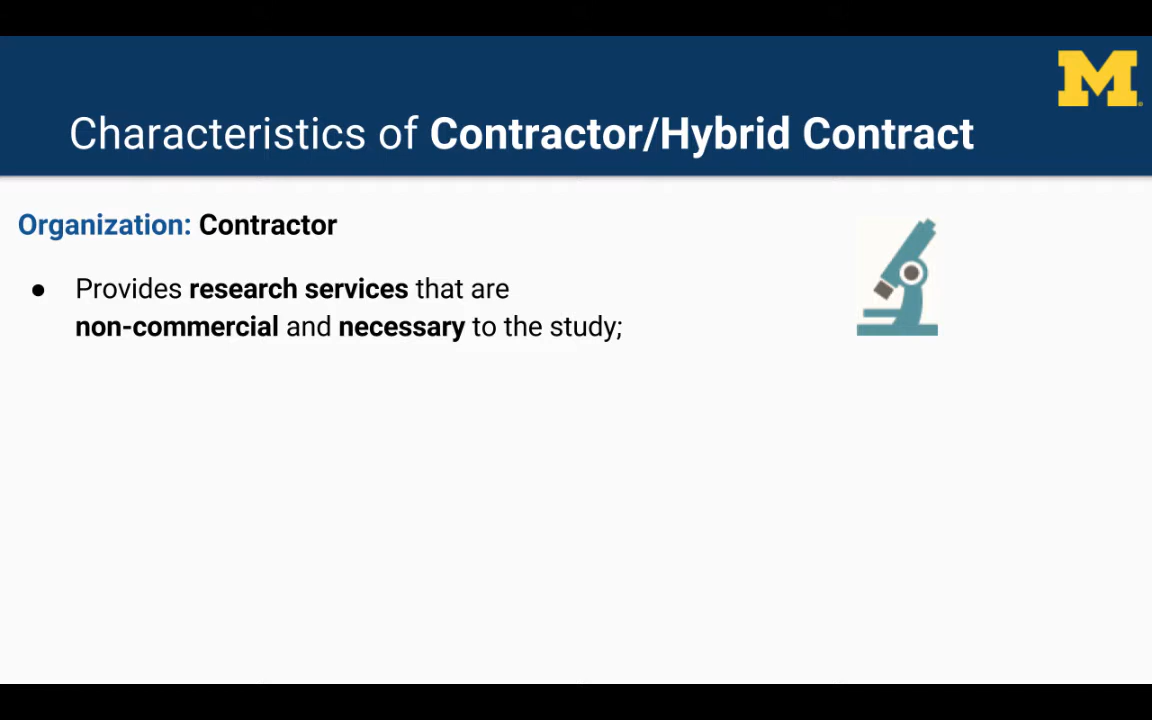 M
Characteristics of Contractor/Hybrid Contract
Organization: Contractor
● Provides research services that are
non-commercial and necessary to the study;